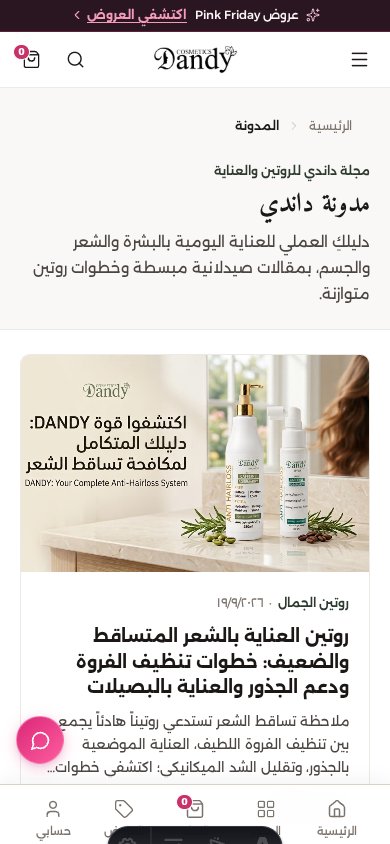 عروض Pink Friday اكتشفي العروض
0
COSMETICS
Dandy
الرئيسية
المدونة
مجلة داندي للروتين والعناية
مدونة داندي
دليلك العملي للعناية اليومية بالبشرة والشعر
والجسم، بمقالات صيدلانية مبسطة وخطوات روتين
متوازنة.
Dandy
اكتشفوا قوة DANDY:
دليلك المتكامل
لمكافحة تساقط الشعر
DANDY: Your Complete Anti-Hairloss System
Dandy
ANTI HAIRLOSS
Dandy
روتين الجمال · ١٩/٩/٢٠٢٦
روتين العناية بالشعر المتساقط
والضعيف: خطوات تنظيف الفروة
ودعم الجذور والعناية بالبصيلات
ملاحظة تساقط الشعر تستدعي روتيناً هادئاً يجمع
بين تنظيف الفروة اللطيف، العناية الموضعية
بالجذور، وتقليل الشد الميكانيكي؛ اكتشفي خطوات...
0
الرئيسية
حسابي